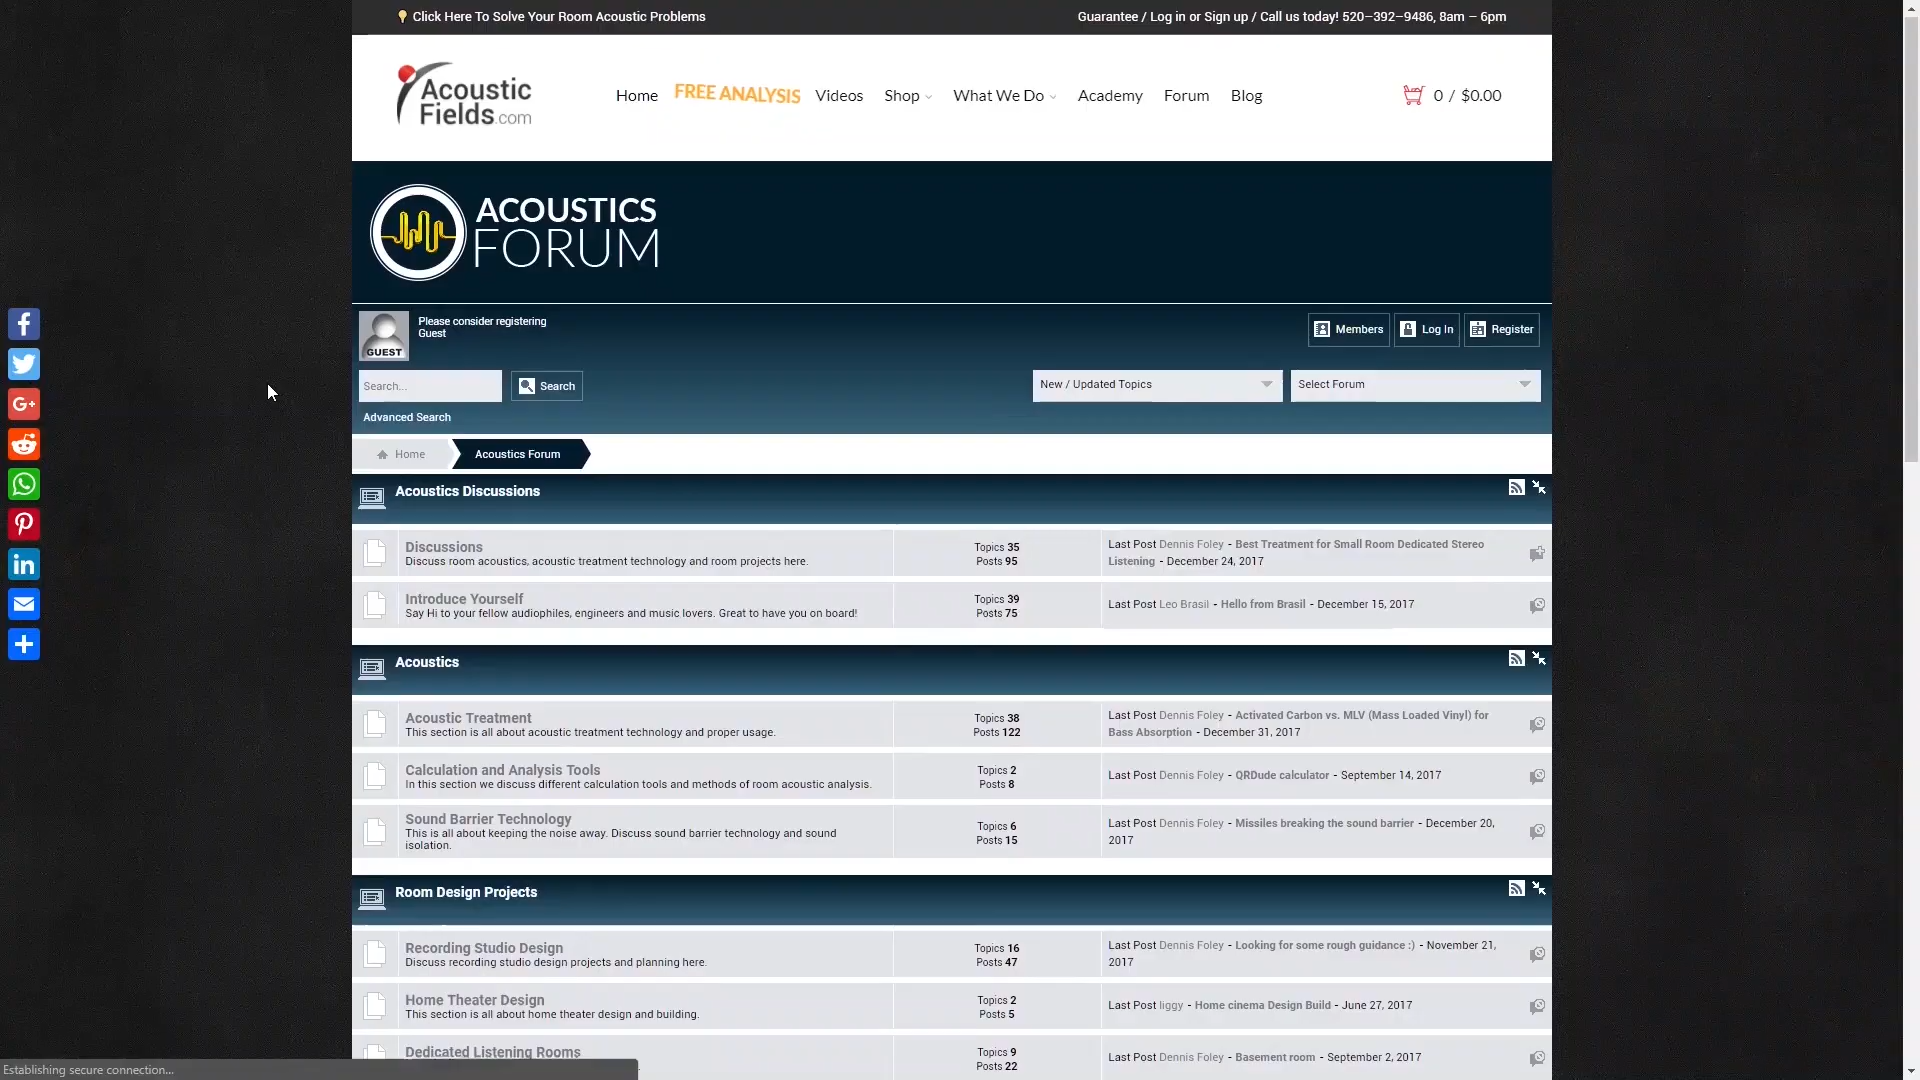 Click Here To Solve Your Room Acoustic Problems
Guarantee / Log in or Sign up / Call us today! 520–392–9486, 8am – 6pm
Acoustic
Fields.com
Home
FREE ANALYSIS
Videos
Shop
What We Do
Academy
Forum
Blog
0 / $0.00
ACOUSTICS
FORUM
GUEST
Please consider registering
Guest
Members
Log In
Register
Search...
Search
New / Updated Topics
Select Forum
Advanced Search
Home
Acoustics Forum
Acoustics Discussions
Discussions
Discuss room acoustics, acoustic treatment technology and room projects here.
Topics 35
Posts 95
Last Post Dennis Foley - Best Treatment for Small Room Dedicated Stereo
Listening - December 24, 2017
Introduce Yourself
Say Hi to your fellow audiophiles, engineers and music lovers. Great to have you on board!
Topics 39
Posts 75
Last Post Leo Brasil - Hello from Brasil - December 15, 2017
Acoustics
Acoustic Treatment
This section is all about acoustic treatment technology and proper usage.
Topics 38
Posts 122
Last Post Dennis Foley - Activated Carbon vs. MLV (Mass Loaded Vinyl) for
Bass Absorption - December 31, 2017
Calculation and Analysis Tools
In this section we discuss different calculation tools and methods of room acoustic analysis.
Topics 2
Posts 8
Last Post Dennis Foley - QRDude calculator - September 14, 2017
Sound Barrier Technology
This is all about keeping the noise away. Discuss sound barrier technology and sound
isolation.
Topics 6
Posts 15
Last Post Dennis Foley - Missiles breaking the sound barrier - December 20,
2017
Room Design Projects
Recording Studio Design
Discuss recording studio design projects and planning here.
Topics 16
Posts 47
Last Post Dennis Foley - Looking for some rough guidance :) - November 21,
2017
Home Theater Design
This section is all about home theater design and building.
Topics 2
Posts 5
Last Post liggy - Home cinema Design Build - June 27, 2017
Dedicated Listening Rooms
Topics 9
Posts 22
Last Post Dennis Foley - Basement room - September 2, 2017
Establishing secure connection...